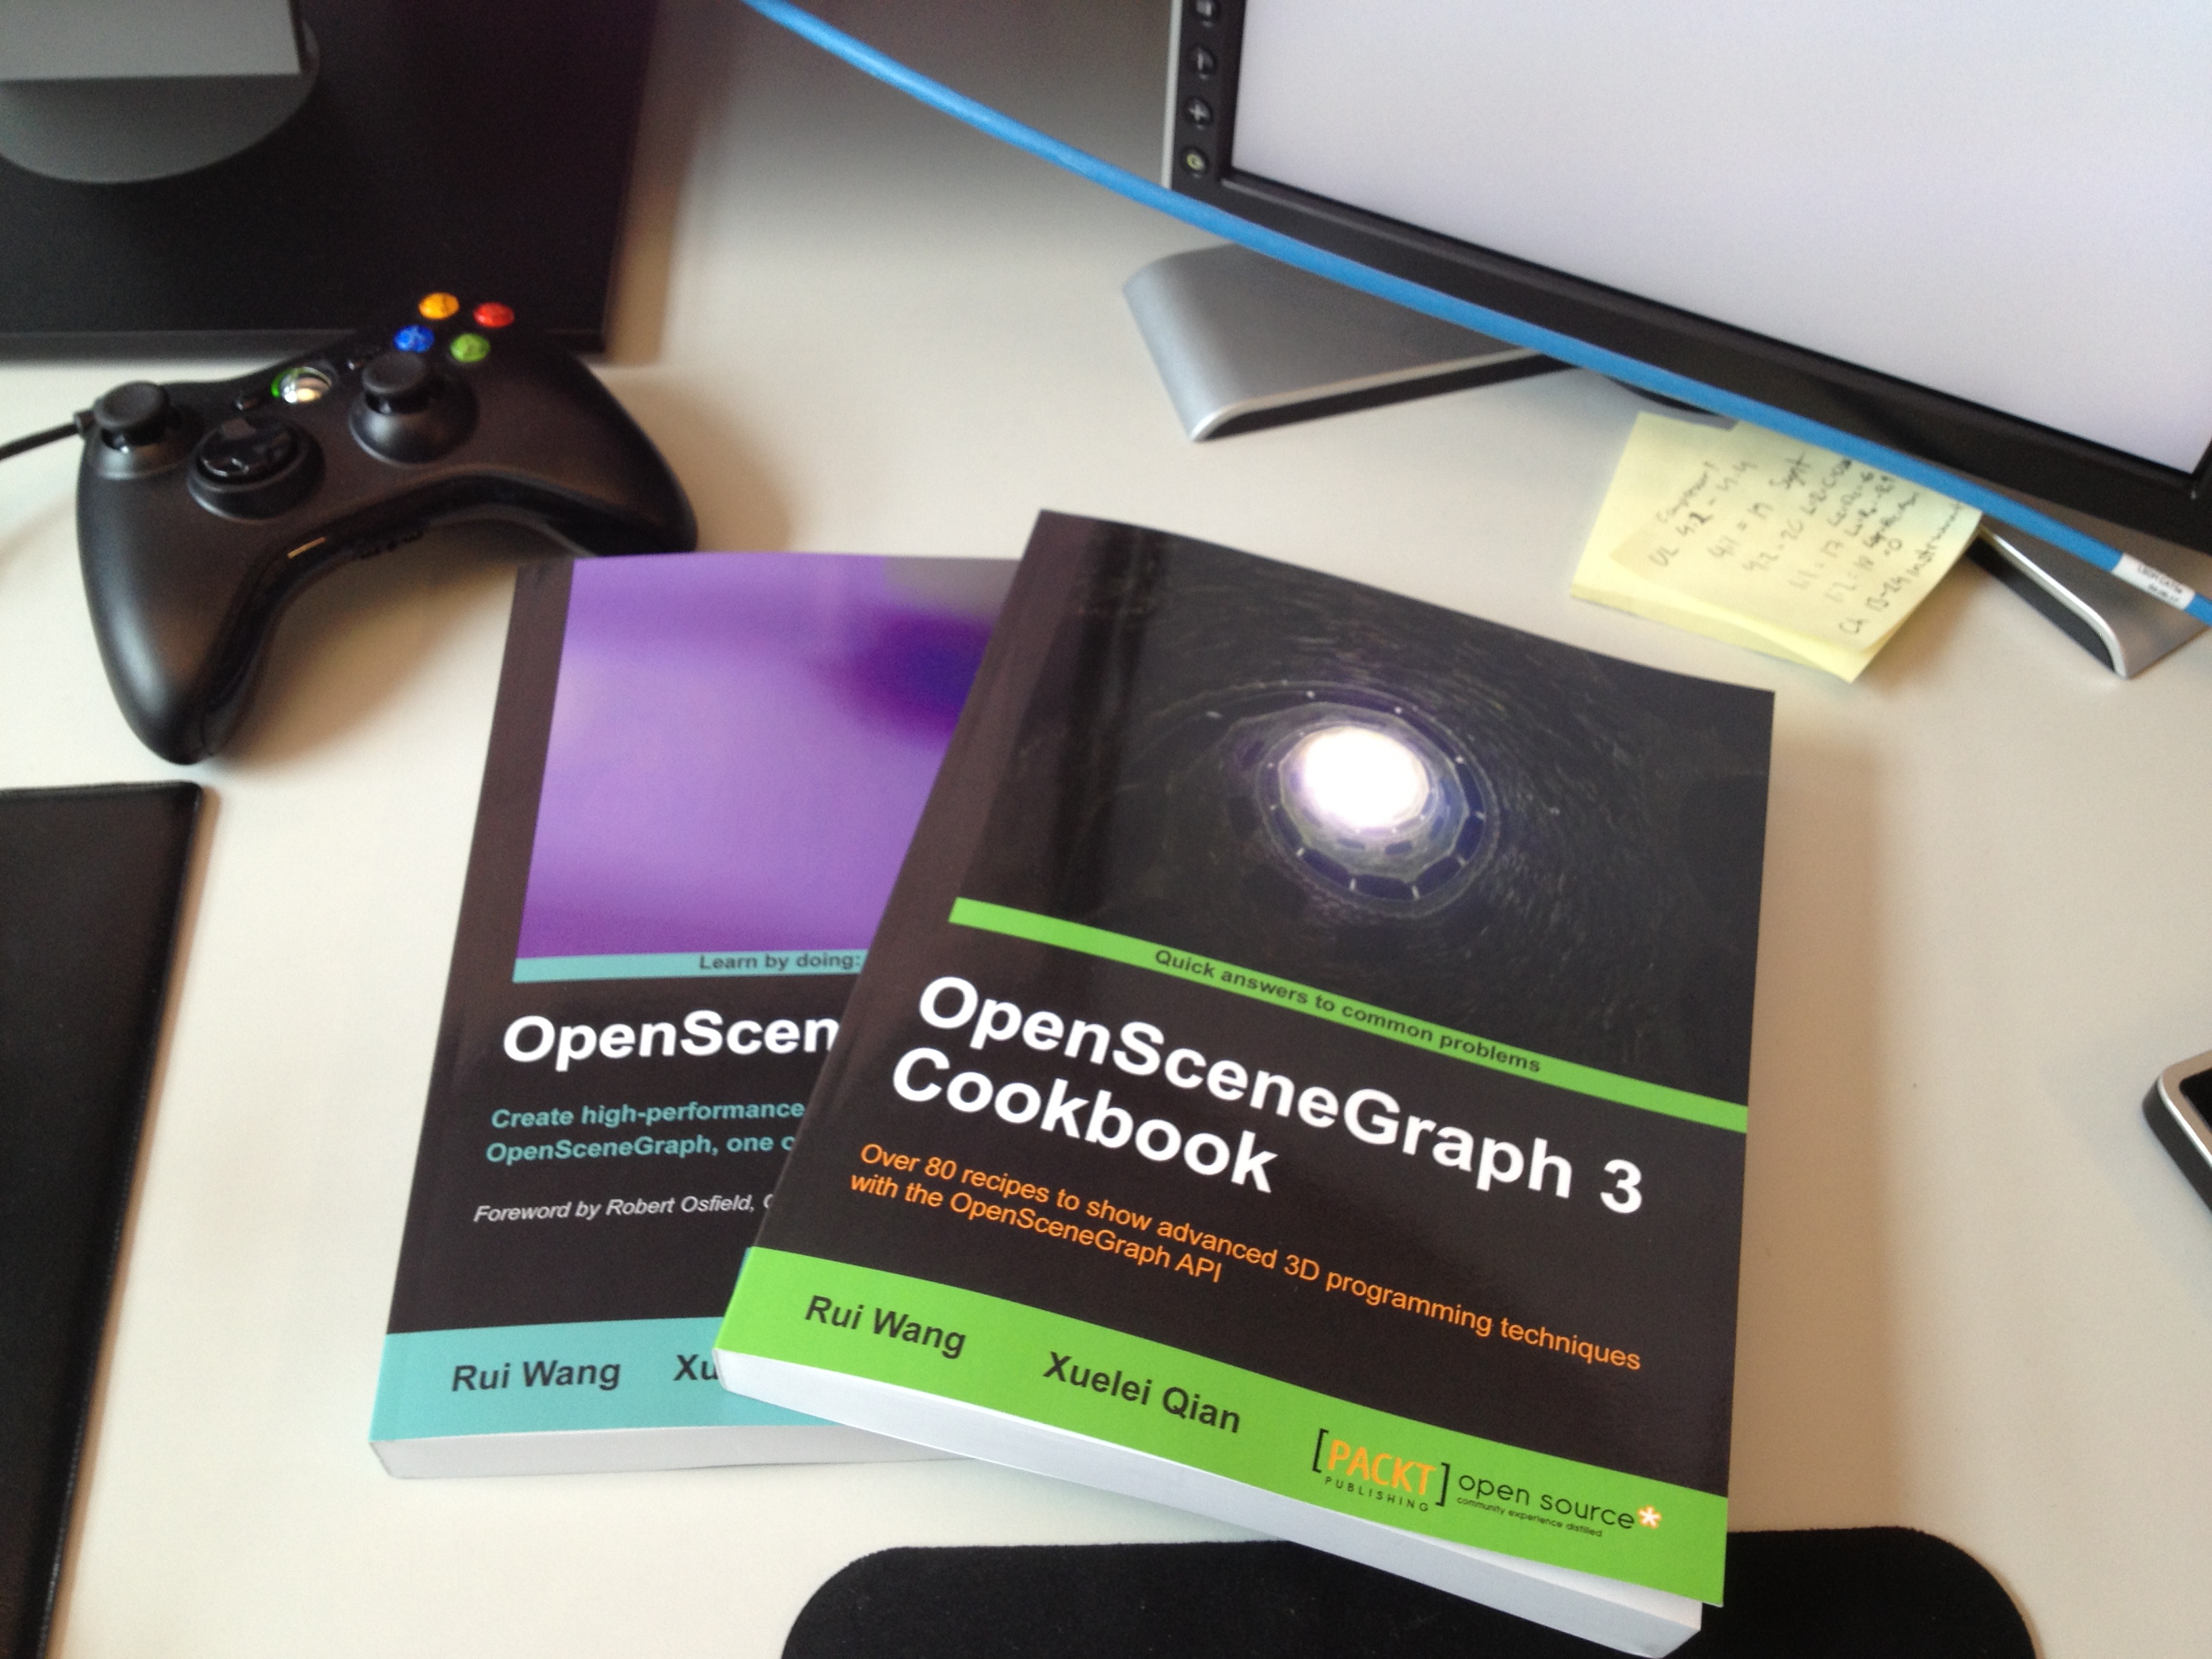 Learn by doing:
OpenScen
Create high-performance
OpenSceneGraph, one
Foreword by Robert Osfield,
Rui Wang Xu
Quick answers to common problems
OpenSceneGraph 3
Cookbook
Over 80 recipes to show advanced 3D programming techniques
with the OpenSceneGraph API
Rui Wang Xuelei Qian
[PACKT]
PUBLISHING
open source*
community experience distilled